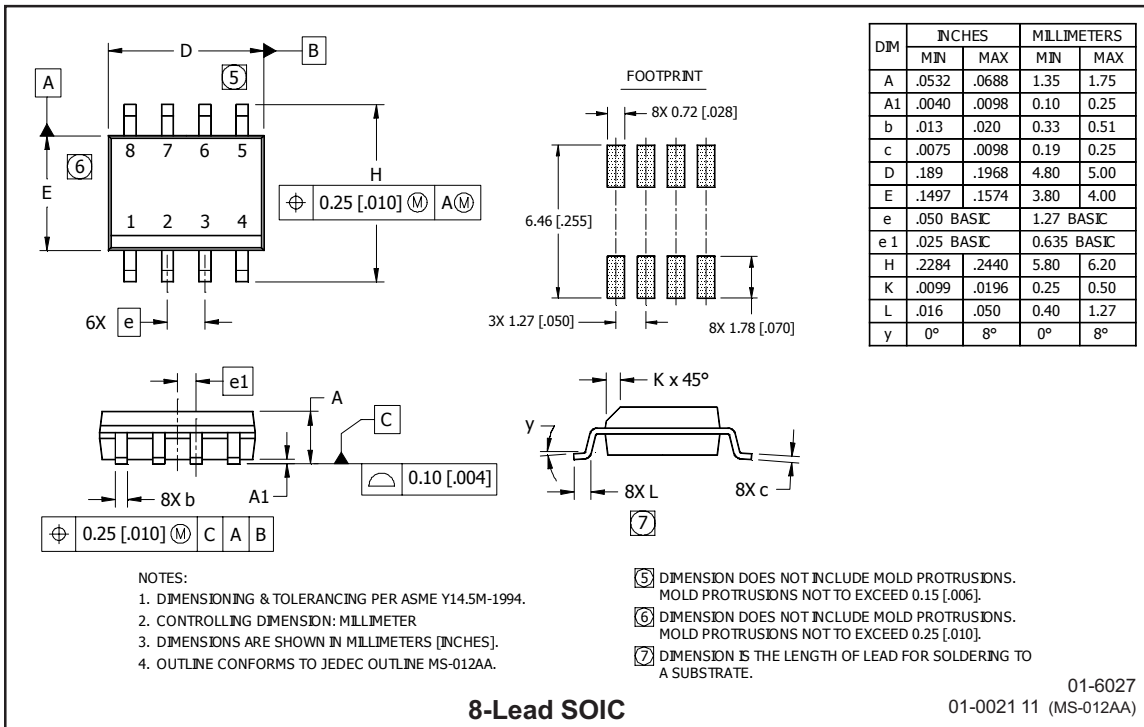 D
B
5
A
8 7 6 5
6
E
H
⌖ 0.25 [.010] Ⓜ A Ⓜ
1 2 3 4
6X e
FOOTPRINT
8X 0.72 [.028]
6.46 [.255]
3X 1.27 [.050]
8X 1.78 [.070]
DIM INCHES MILLIMETERS
MIN MAX MIN MAX
A .0532 .0688 1.35 1.75
A1 .0040 .0098 0.10 0.25
b .013 .020 0.33 0.51
c .0075 .0098 0.19 0.25
D .189 .1968 4.80 5.00
E .1497 .1574 3.80 4.00
e .050 BASIC 1.27 BASIC
e 1 .025 BASIC 0.635 BASIC
H .2284 .2440 5.80 6.20
K .0099 .0196 0.25 0.50
L .016 .050 0.40 1.27
y 0° 8° 0° 8°
e1
A
C
0.10 [.004]
8X b
A1
⌖ 0.25 [.010] Ⓜ C A B
K x 45°
y
8X L
8X c
7
NOTES:
1. DIMENSIONING & TOLERANCING PER ASME Y14.5M-1994.
2. CONTROLLING DIMENSION: MILLIMETER
3. DIMENSIONS ARE SHOWN IN MILLIMETERS [INCHES].
4. OUTLINE CONFORMS TO JEDEC OUTLINE MS-012AA.
5 DIMENSION DOES NOT INCLUDE MOLD PROTRUSIONS.
MOLD PROTRUSIONS NOT TO EXCEED 0.15 [.006].
6 DIMENSION DOES NOT INCLUDE MOLD PROTRUSIONS.
MOLD PROTRUSIONS NOT TO EXCEED 0.25 [.010].
7 DIMENSION IS THE LENGTH OF LEAD FOR SOLDERING TO
A SUBSTRATE.
8-Lead SOIC
01-6027
01-0021 11 (MS-012AA)